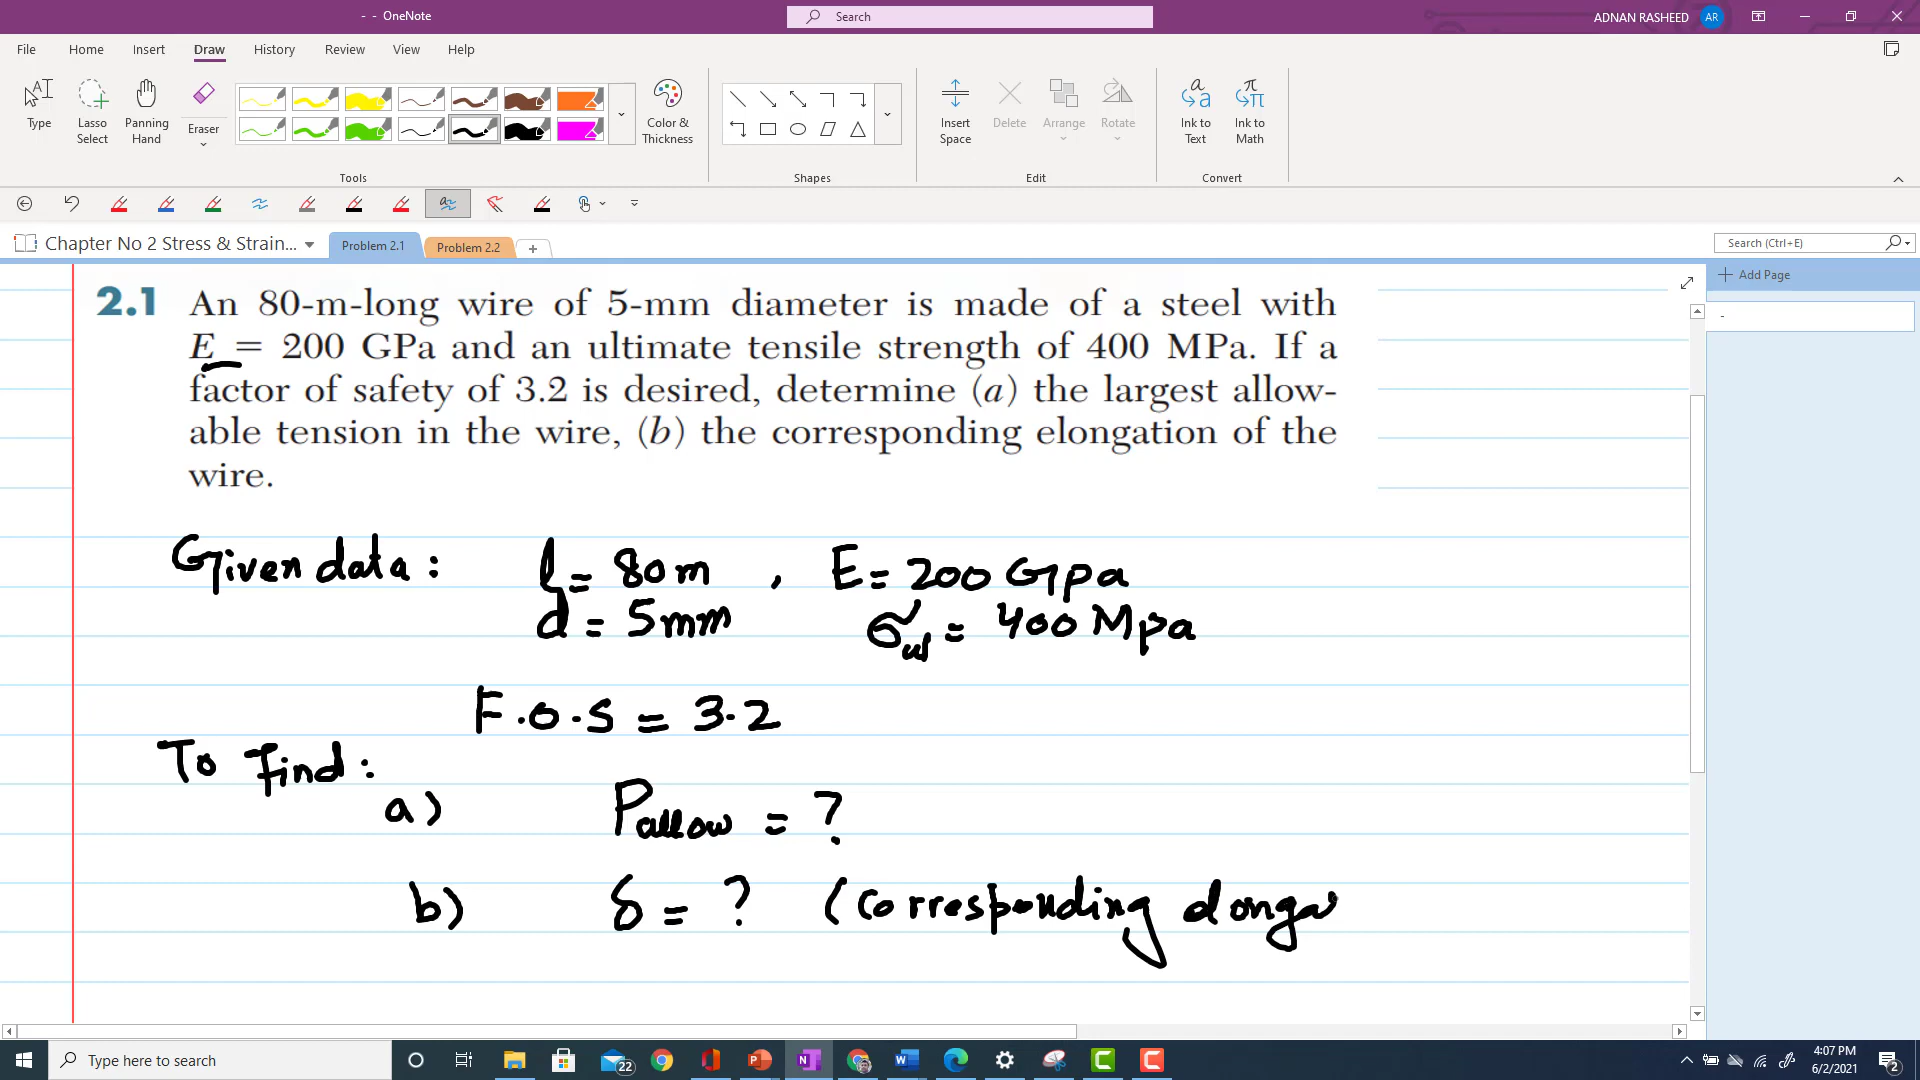 - - OneNote
Search
ADNAN RASHEED AR
File Home Insert Draw History Review View Help
Type
Lasso Select
Panning Hand
Eraser
Color & Thickness
Insert Space
Delete
Arrange
Rotate
Ink to Text
Ink to Math
Tools
Shapes
Edit
Convert
Chapter No 2 Stress & Strain... Problem 2.1 Problem 2.2 +
Search (Ctrl+E)
Add Page
-
2.1 An 80-m-long wire of 5-mm diameter is made of a steel with
E = 200 GPa and an ultimate tensile strength of 400 MPa. If a
factor of safety of 3.2 is desired, determine (a) the largest allow-
able tension in the wire, (b) the corresponding elongation of the
wire.
Given data: l = 80 m , E = 200 Gpa
d = 5mm σut = 400 Mpa
F.O.S = 3.2
To find:
a) Pallow = ?
b) δ = ? (corresponding elonga
Type here to search
22
4:07 PM
6/2/2021
2